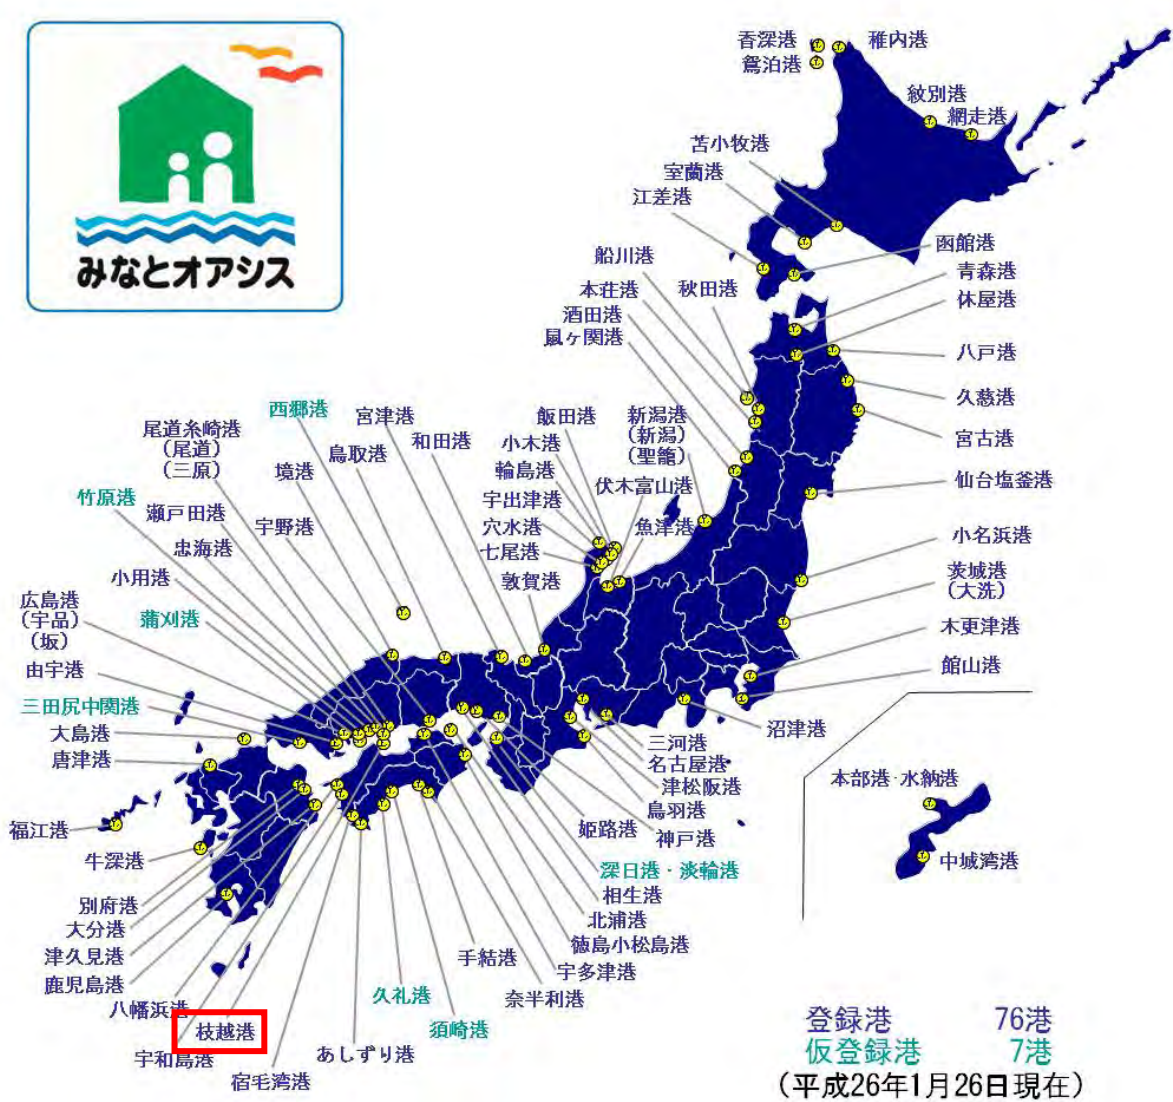 みなとオアシス
香深港
稚内港
鴛泊港
紋別港
網走港
苫小牧港
室蘭港
江差港
函館港
船川港
青森港
本荘港
秋田港
休屋港
酒田港
鼠ヶ関港
八戸港
久慈港
西郷港
宮津港
飯田港
新潟港
(新潟)
(聖籠)
尾道糸崎港
(尾道)
(三原)
和田港
小木港
宮古港
鳥取港
境港
輪島港
伏木富山港
仙台塩釜港
竹原港
瀬戸田港
宇出津港
宇野港
穴水港
魚津港
忠海港
七尾港
小名浜港
小用港
敦賀港
茨城港
(大洗)
広島港
(宇品)
(坂)
蒲刈港
木更津港
由宇港
館山港
三田尻中関港
大島港
沼津港
唐津港
三河港
名古屋港
津松阪港
本部港・水納港
鳥羽港
福江港
姫路港
神戸港
牛深港
中城湾港
深日港・淡輪港
相生港
別府港
北浦港
大分港
徳島小松島港
津久見港
手結港
宇多津港
鹿児島港
久礼港
奈半利港
八幡浜港
須崎港
枝越港
宇和島港
あしずり港
宿毛湾港
登録港 76港
仮登録港 7港
(平成26年1月26日現在)